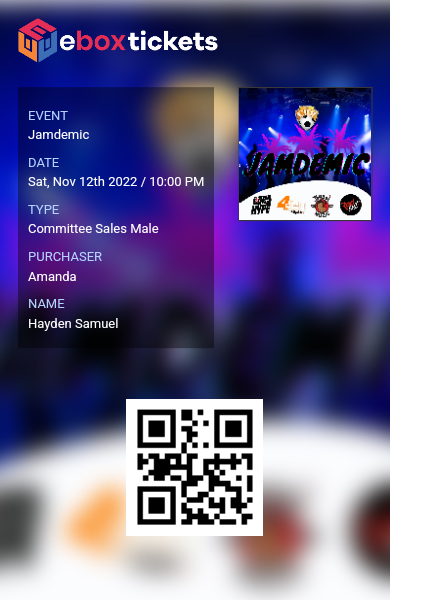 eboxtickets
EVENT
Jamdemic
DATE
Sat, Nov 12th 2022 / 10:00 PM
TYPE
Committee Sales Male
PURCHASER
Amanda
NAME
Hayden Samuel
JAMDEMIC